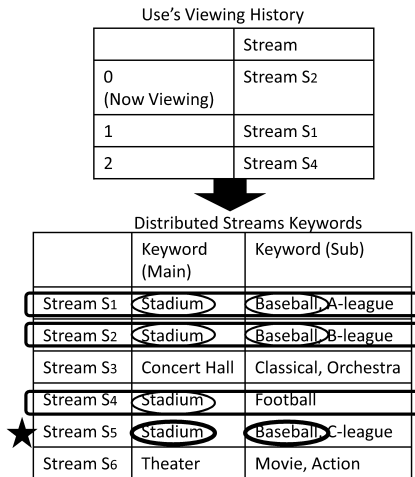 Use's Viewing History
Stream
0 Stream S2
(Now Viewing)
1 Stream S1
2 Stream S4
Distributed Streams Keywords
Keyword Keyword (Sub)
(Main)
Stream S1 Stadium Baseball, A-league
Stream S2 Stadium Baseball, B-league
Stream S3 Concert Hall Classical, Orchestra
Stream S4 Stadium Football
Stream S5 Stadium Baseball, C-league
Stream S6 Theater Movie, Action